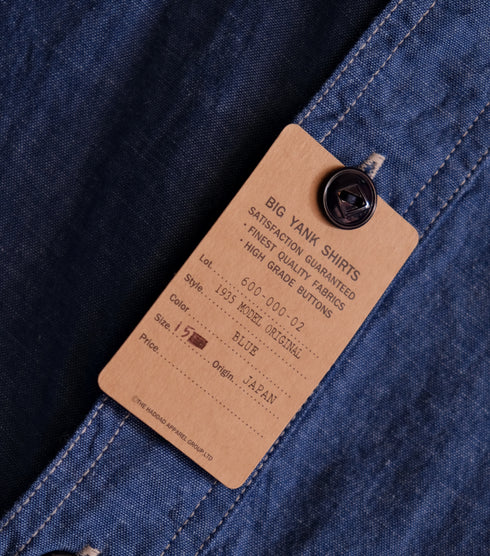 BIG YANK SHIRTS
SATISFACTION GUARANTEED
· FINEST QUALITY FABRICS
· HIGH GRADE BUTTONS
Lot. 600-000-02
Style. 1935 MODEL ORIGINAL
Color BLUE
Size. 15 Origin. JAPAN
Price.
©THE HADDAD APPAREL GROUP LTD